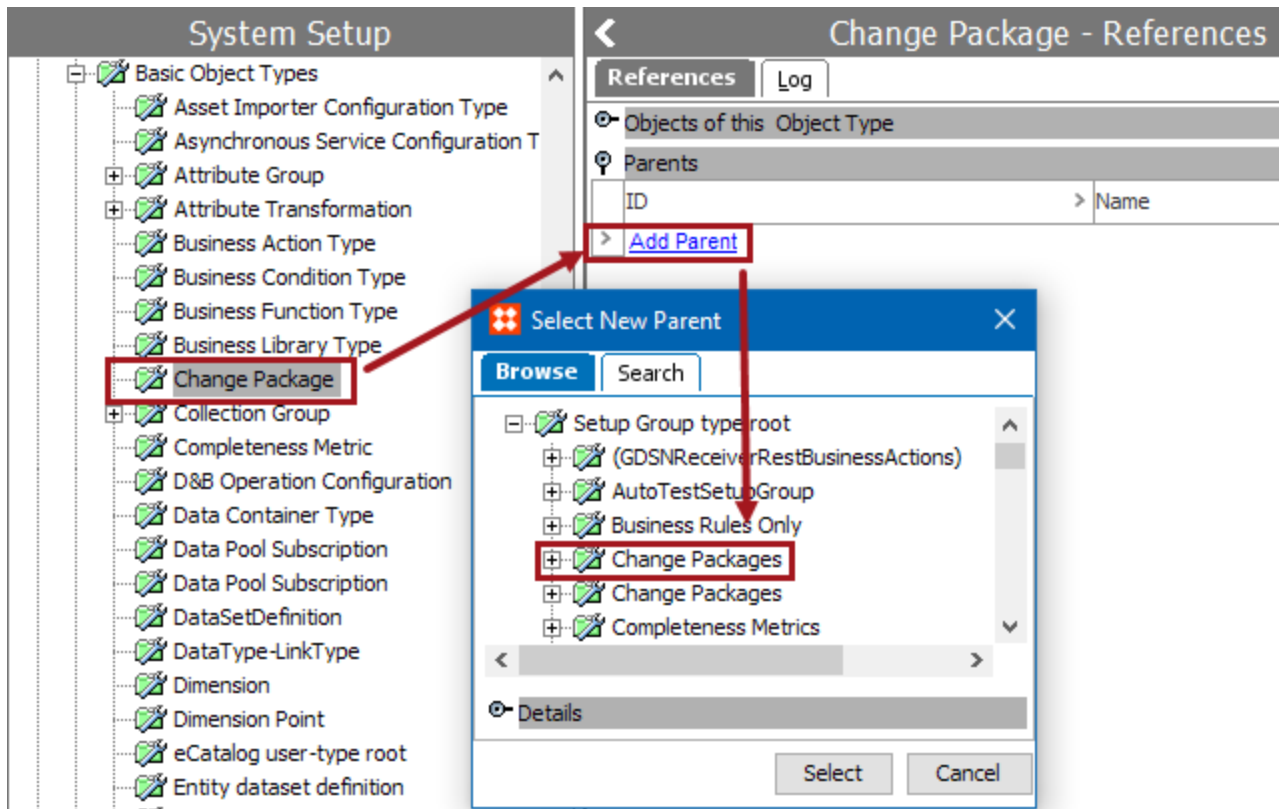 System Setup
Basic Object Types
Asset Importer Configuration Type
Asynchronous Service Configuration T
Attribute Group
Attribute Transformation
Business Action Type
Business Condition Type
Business Function Type
Business Library Type
Change Package
Collection Group
Completeness Metric
D&B Operation Configuration
Data Container Type
Data Pool Subscription
Data Pool Subscription
DataSetDefinition
DataType-LinkType
Dimension
Dimension Point
eCatalog user-type root
Entity dataset definition
Change Package - References
References Log
Objects of this Object Type
Parents
ID > Name
> Add Parent
Select New Parent
Browse Search
Setup Group type root
(GDSNReceiverRestBusinessActions)
AutoTestSetupGroup
Business Rules Only
Change Packages
Change Packages
Completeness Metrics
Details
Select Cancel